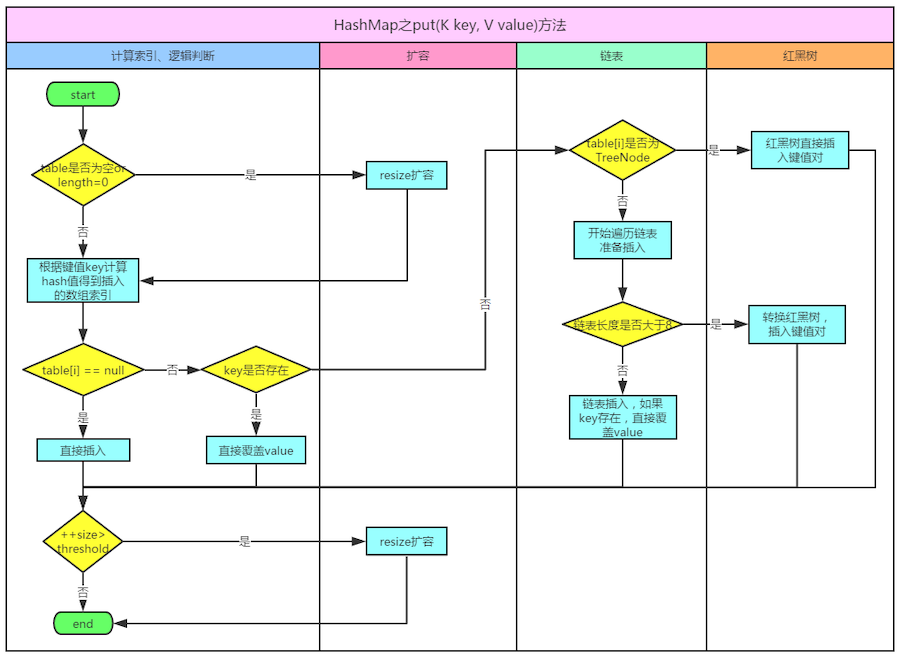 HashMap之put(K key, V value)方法
计算索引、逻辑判断
扩容
链表
红黑树
start
table是否为空or
length=0
是
resize扩容
否
根据键值key计算
hash值得到插入
的数组索引
table[i] == null
否
key是否存在
否
是
直接插入
是
直接覆盖value
table[i]是否为
TreeNode
是
红黑树直接插
入键值对
否
开始遍历链表
准备插入
链表长度是否大于8
是
转换红黑树，
插入键值对
否
链表插入，如果
key存在，直接覆
盖value
++size>
threshold
是
resize扩容
否
end